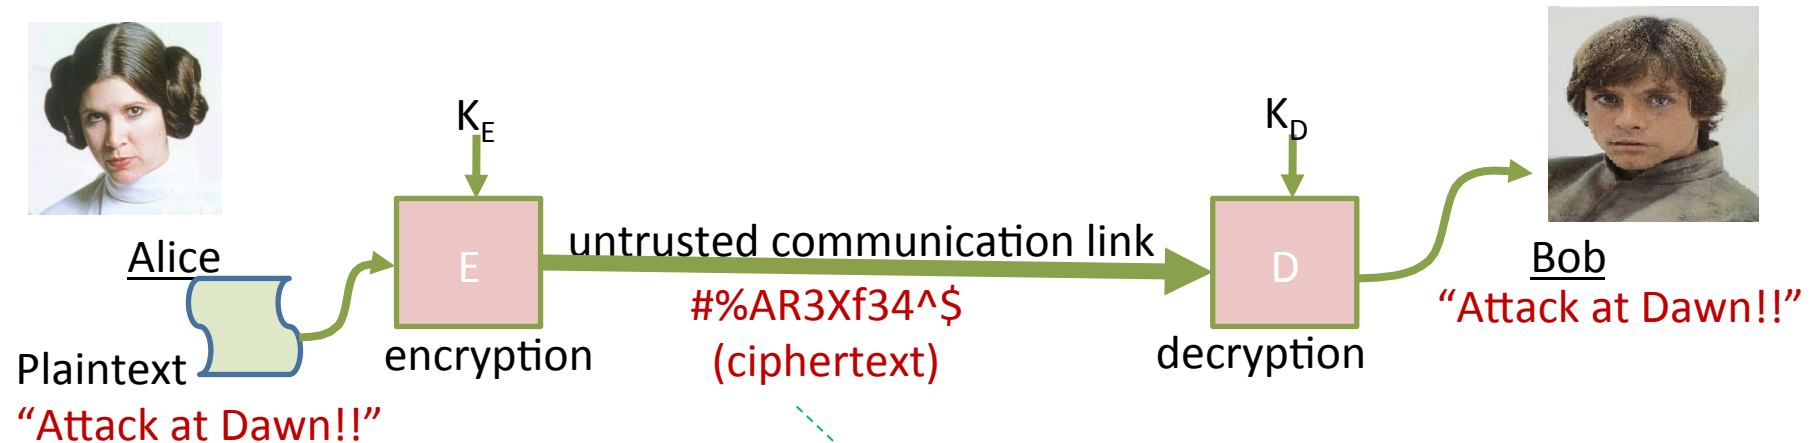 K_E
K_D
Alice
E
untrusted communication link
D
Bob
#%AR3Xf34^$
“Attack at Dawn!!”
encryption
(ciphertext)
decryption
Plaintext
“Attack at Dawn!!”